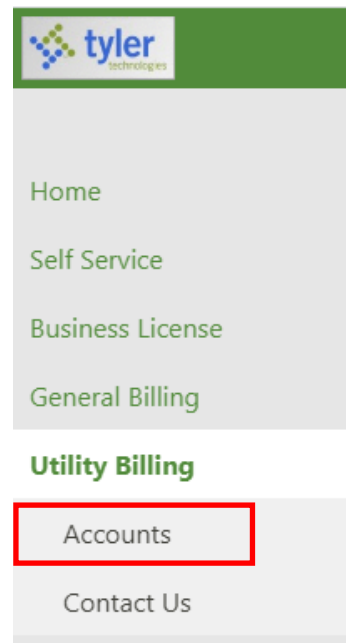 tyler
technologies
Home
Self Service
Business License
General Billing
Utility Billing
Accounts
Contact Us